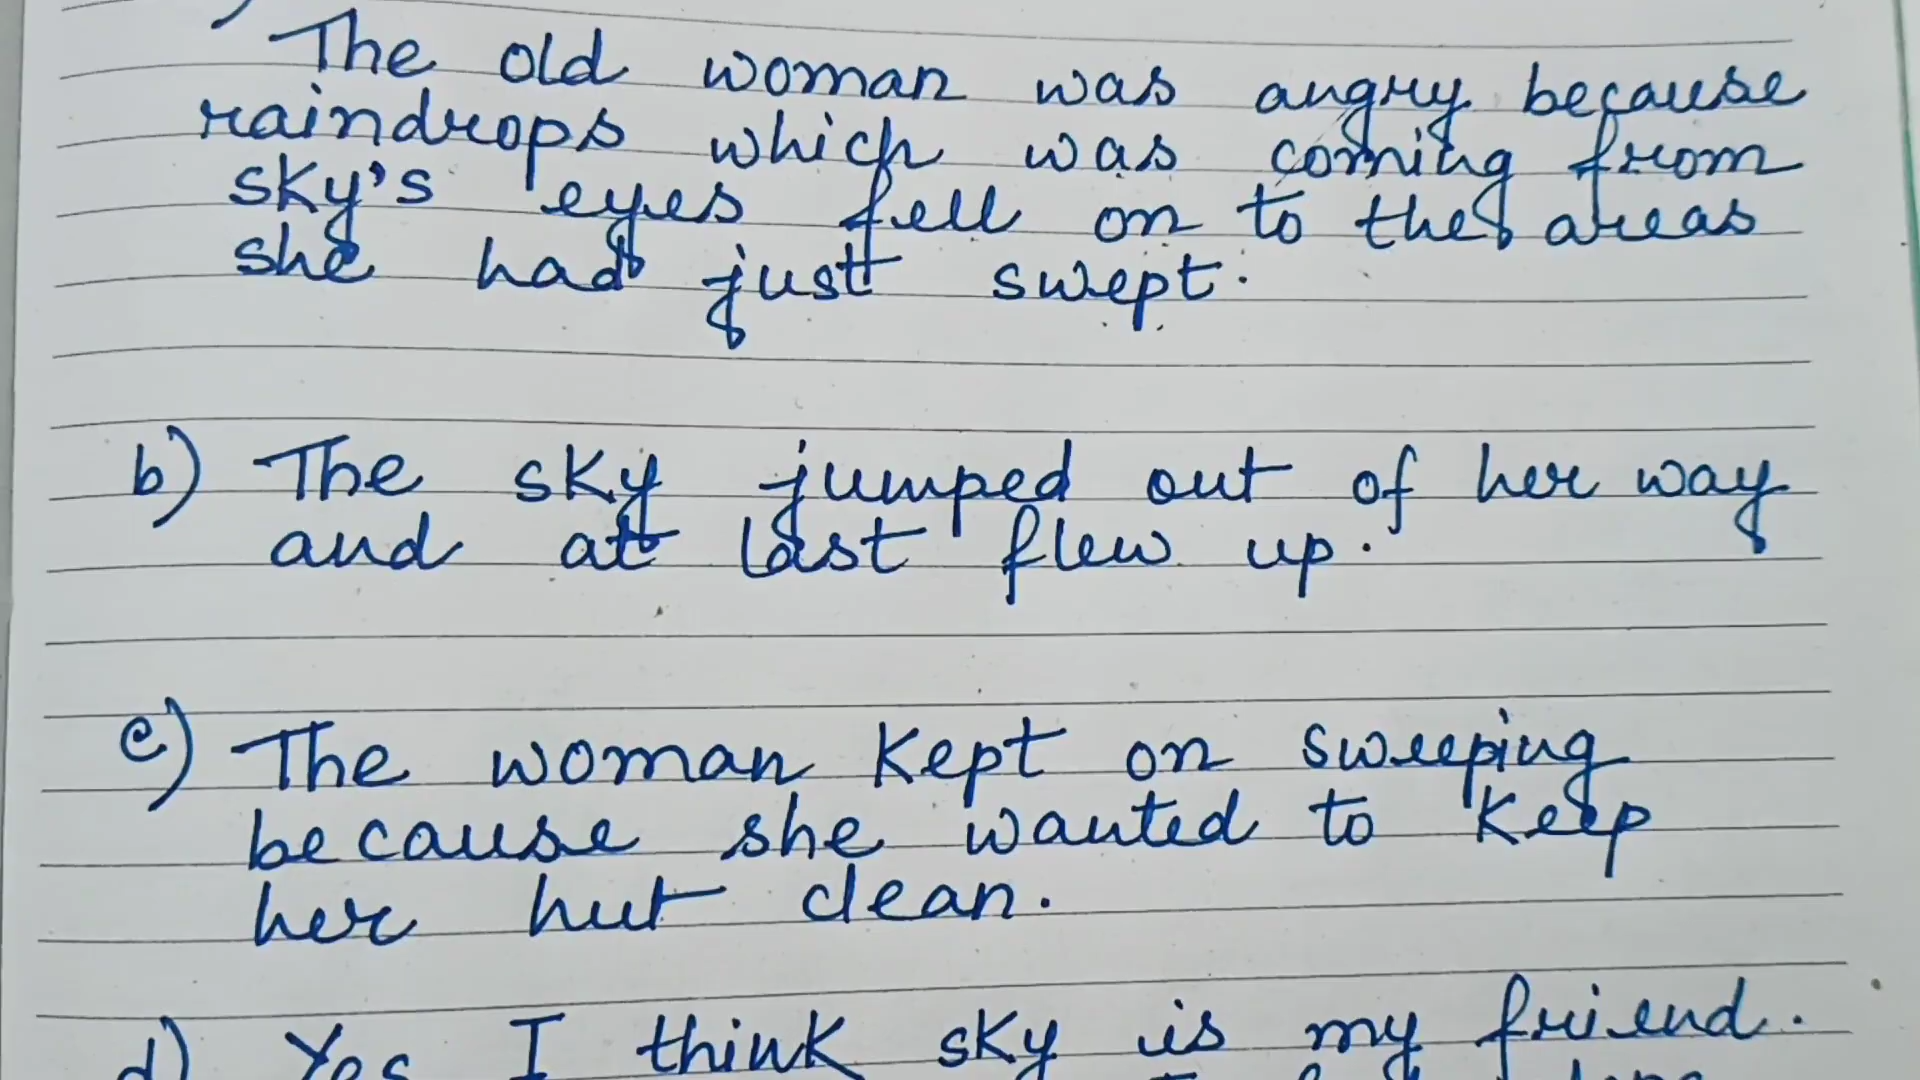 The old woman was angry because
raindrops which was coming from
sky's eyes fell on to the areas
she had just swept.
b) The sky jumped out of her way
and at last flew up.
c) The woman kept on sweeping
because she wanted to keep
her hut clean.
d) Yes I think sky is my friend.